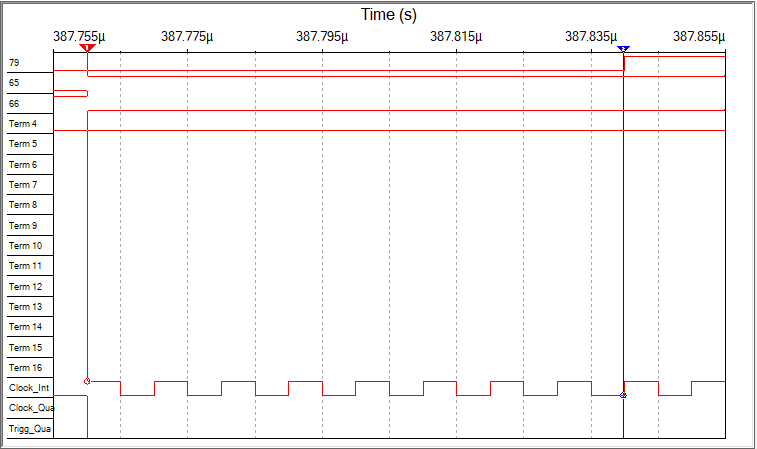 Time (s)
387.755µ 387.775µ 387.795µ 387.815µ 387.835µ 387.855µ
1
79
65
66
Term 4
Term 5
Term 6
Term 7
Term 8
Term 9
Term 10
Term 11
Term 12
Term 13
Term 14
Term 15
Term 16
Clock_Int
Clock_Qua
Trigg_Qua